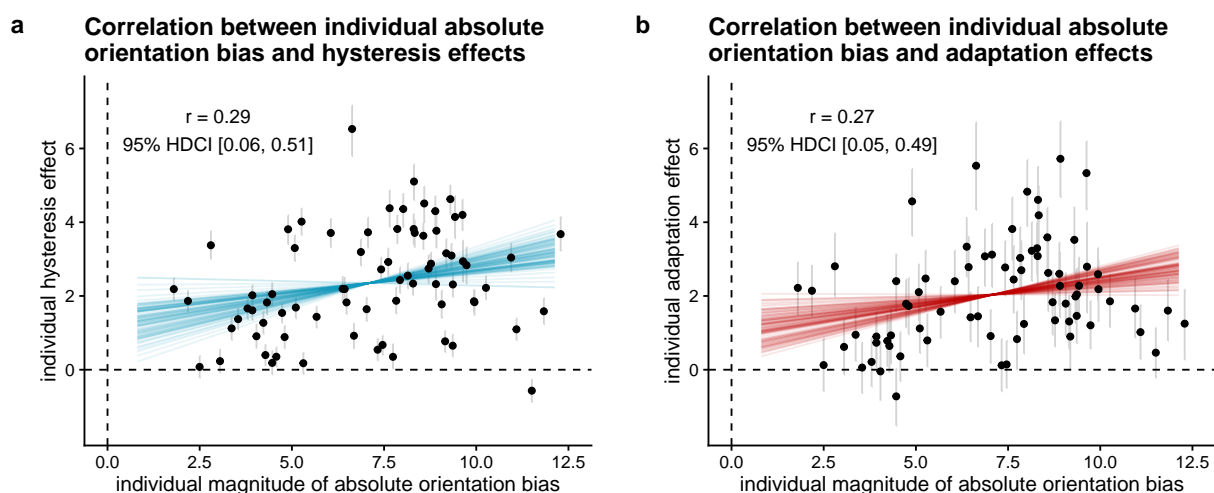 a
Correlation between individual absolute
orientation bias and hysteresis effects
r = 0.29
95% HDCI [0.06, 0.51]
individual hysteresis effect
6
4
2
0
0.0 2.5 5.0 7.5 10.0 12.5
individual magnitude of absolute orientation bias
b
Correlation between individual absolute
orientation bias and adaptation effects
r = 0.27
95% HDCI [0.05, 0.49]
individual adaptation effect
6
4
2
0
0.0 2.5 5.0 7.5 10.0 12.5
individual magnitude of absolute orientation bias